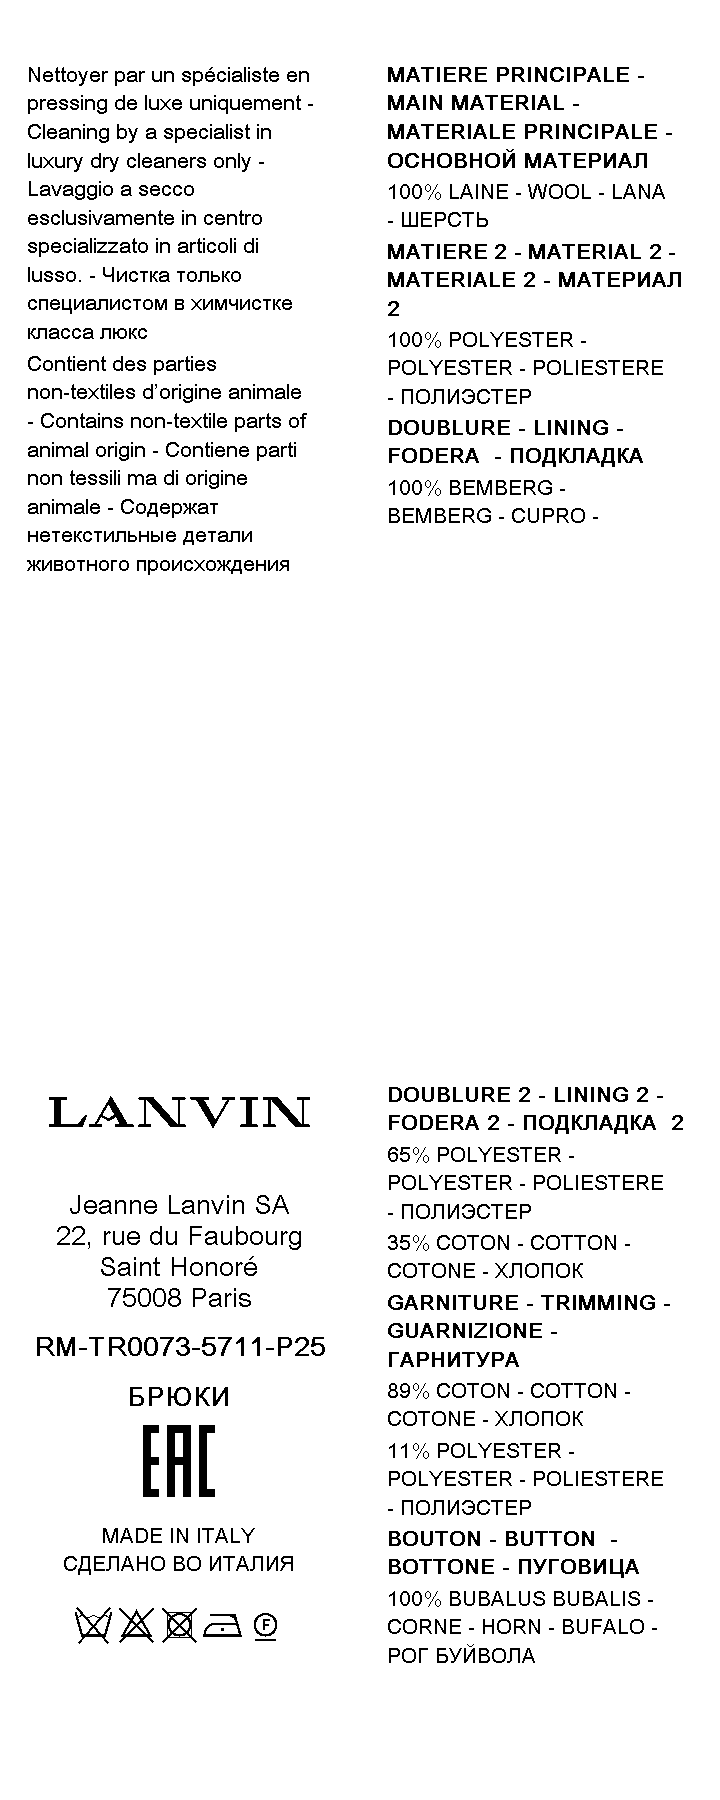 Nettoyer par un spécialiste en
pressing de luxe uniquement -
Cleaning by a specialist in
luxury dry cleaners only -
Lavaggio a secco
esclusivamente in centro
specializzato in articoli di
lusso. - Чистка только
специалистом в химчистке
класса люкс
Contient des parties
non-textiles d’origine animale
- Contains non-textile parts of
animal origin - Contiene parti
non tessili ma di origine
animale - Содержат
нетекстильные детали
животного происхождения
MATIERE PRINCIPALE -
MAIN MATERIAL -
MATERIALE PRINCIPALE -
ОСНОВНОЙ МАТЕРИАЛ
100% LAINE - WOOL - LANA
- ШЕРСТЬ
MATIERE 2 - MATERIAL 2 -
MATERIALE 2 - МАТЕРИАЛ
2
100% POLYESTER -
POLYESTER - POLIESTERE
- ПОЛИЭСТЕР
DOUBLURE - LINING -
FODERA - ПОДКЛАДКА
100% BEMBERG -
BEMBERG - CUPRO -
LANVIN
Jeanne Lanvin SA
22, rue du Faubourg
Saint Honoré
75008 Paris
RM-TR0073-5711-P25
БРЮКИ
EAC
MADE IN ITALY
СДЕЛАНО ВО ИТАЛИЯ
F
DOUBLURE 2 - LINING 2 -
FODERA 2 - ПОДКЛАДКА 2
65% POLYESTER -
POLYESTER - POLIESTERE
- ПОЛИЭСТЕР
35% COTON - COTTON -
COTONE - ХЛОПОК
GARNITURE - TRIMMING -
GUARNIZIONE -
ГАРНИТУРА
89% COTON - COTTON -
COTONE - ХЛОПОК
11% POLYESTER -
POLYESTER - POLIESTERE
- ПОЛИЭСТЕР
BOUTON - BUTTON -
BOTTONE - ПУГОВИЦА
100% BUBALUS BUBALIS -
CORNE - HORN - BUFALO -
РОГ БУЙВОЛА